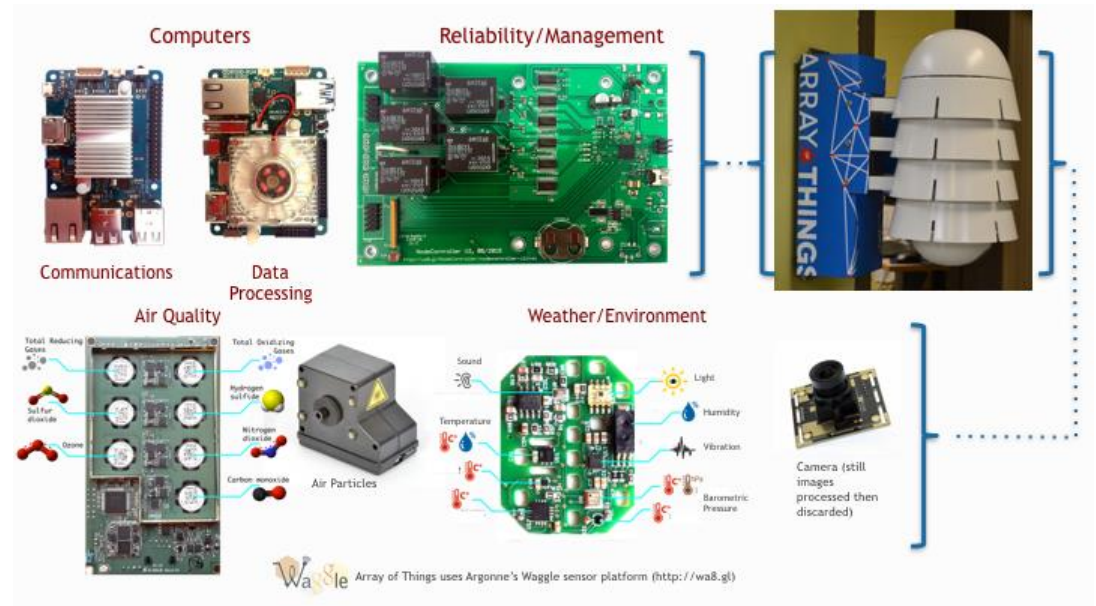 Computers
Reliability/Management
ARRAY OF THINGS
Communications
Data
Processing
Air Quality
Weather/Environment
Total Reducing
Gases
Total Oxidizing
Gases
Sulfur
dioxide
Hydrogen
sulfide
Ozone
Nitrogen
dioxide
Carbon monoxide
Air Particles
Sound
Light
Temperature
Humidity
Vibration
hPa
Barometric
Pressure
Camera (still
images
processed then
discarded)
Waggle
Array of Things uses Argonne's Waggle sensor platform (http://wa8.gl)